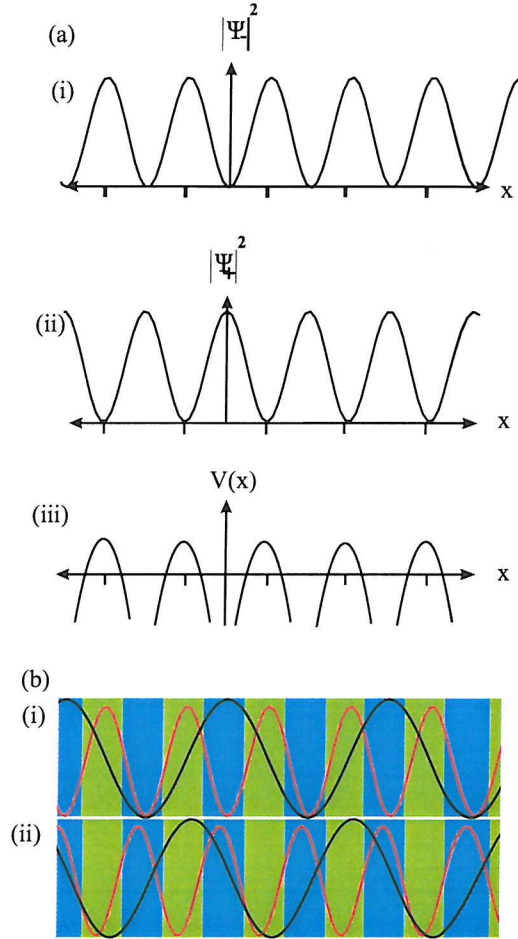 (a)
|Ψ-|²
(i)
x
|Ψ+|²
(ii)
x
V(x)
(iii)
x
(b)
(i)
(ii)